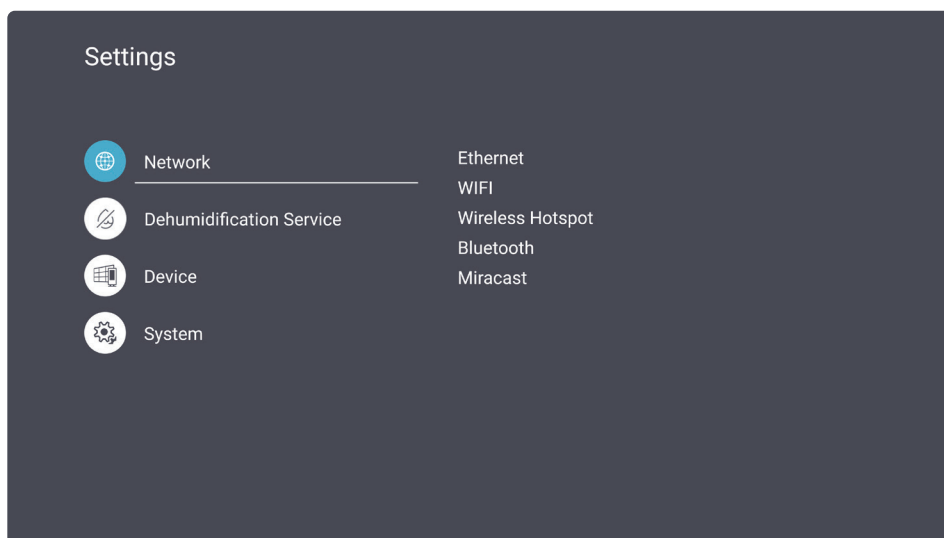 Settings
Network
Dehumidification Service
Device
System
Ethernet
WIFI
Wireless Hotspot
Bluetooth
Miracast